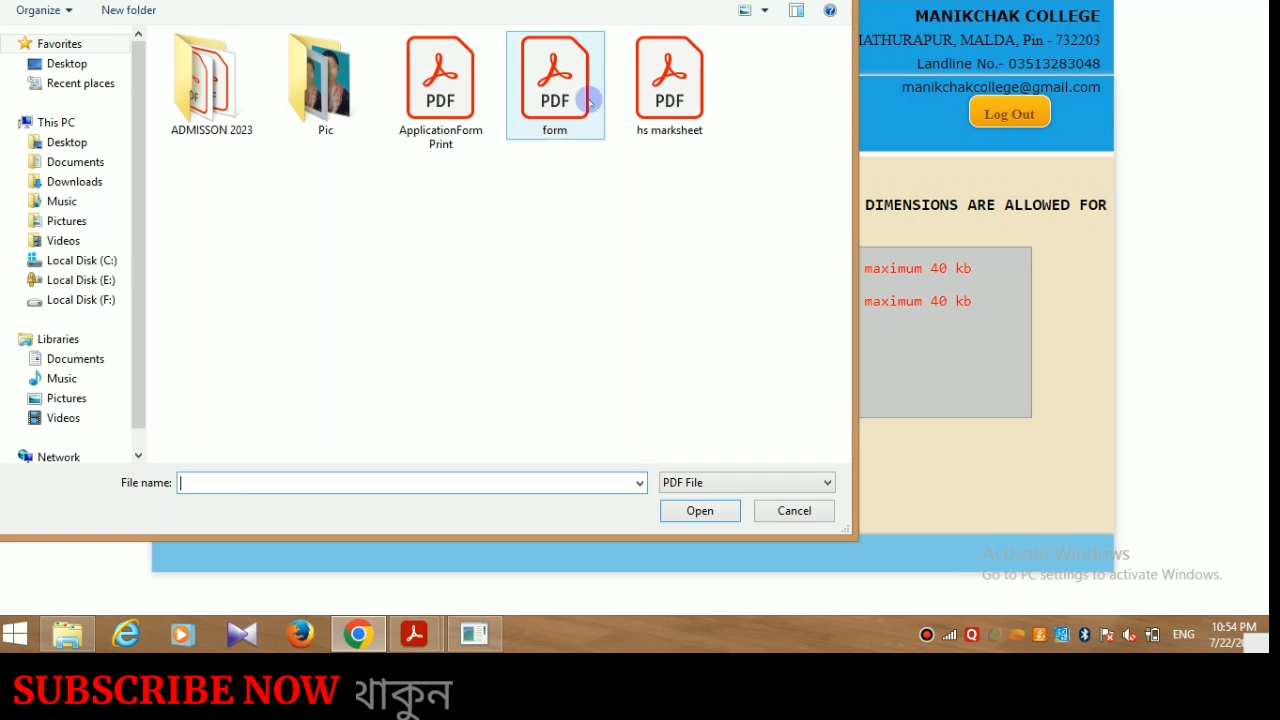 Organize
New folder
Favorites
Desktop
Recent places
This PC
Desktop
Documents
Downloads
Music
Pictures
Videos
Local Disk (C:)
Local Disk (E:)
Local Disk (F:)
Libraries
Documents
Music
Pictures
Videos
Network
PDF
PDF
PDF
ADMISSON 2023
Pic
ApplicationForm
Print
form
hs marksheet
File name:
PDF File
Open
Cancel
MANIKCHAK COLLEGE
MATHURAPUR, MALDA, Pin - 732203
Landline No.- 03513283048
manikchakcollege@gmail.com
Log Out
DIMENSIONS ARE ALLOWED FOR
maximum 40 kb
maximum 40 kb
Activate Windows
Go to PC settings to activate Windows.
ENG
10:54 PM
7/22/20
SUBSCRIBE NOW থাকুন